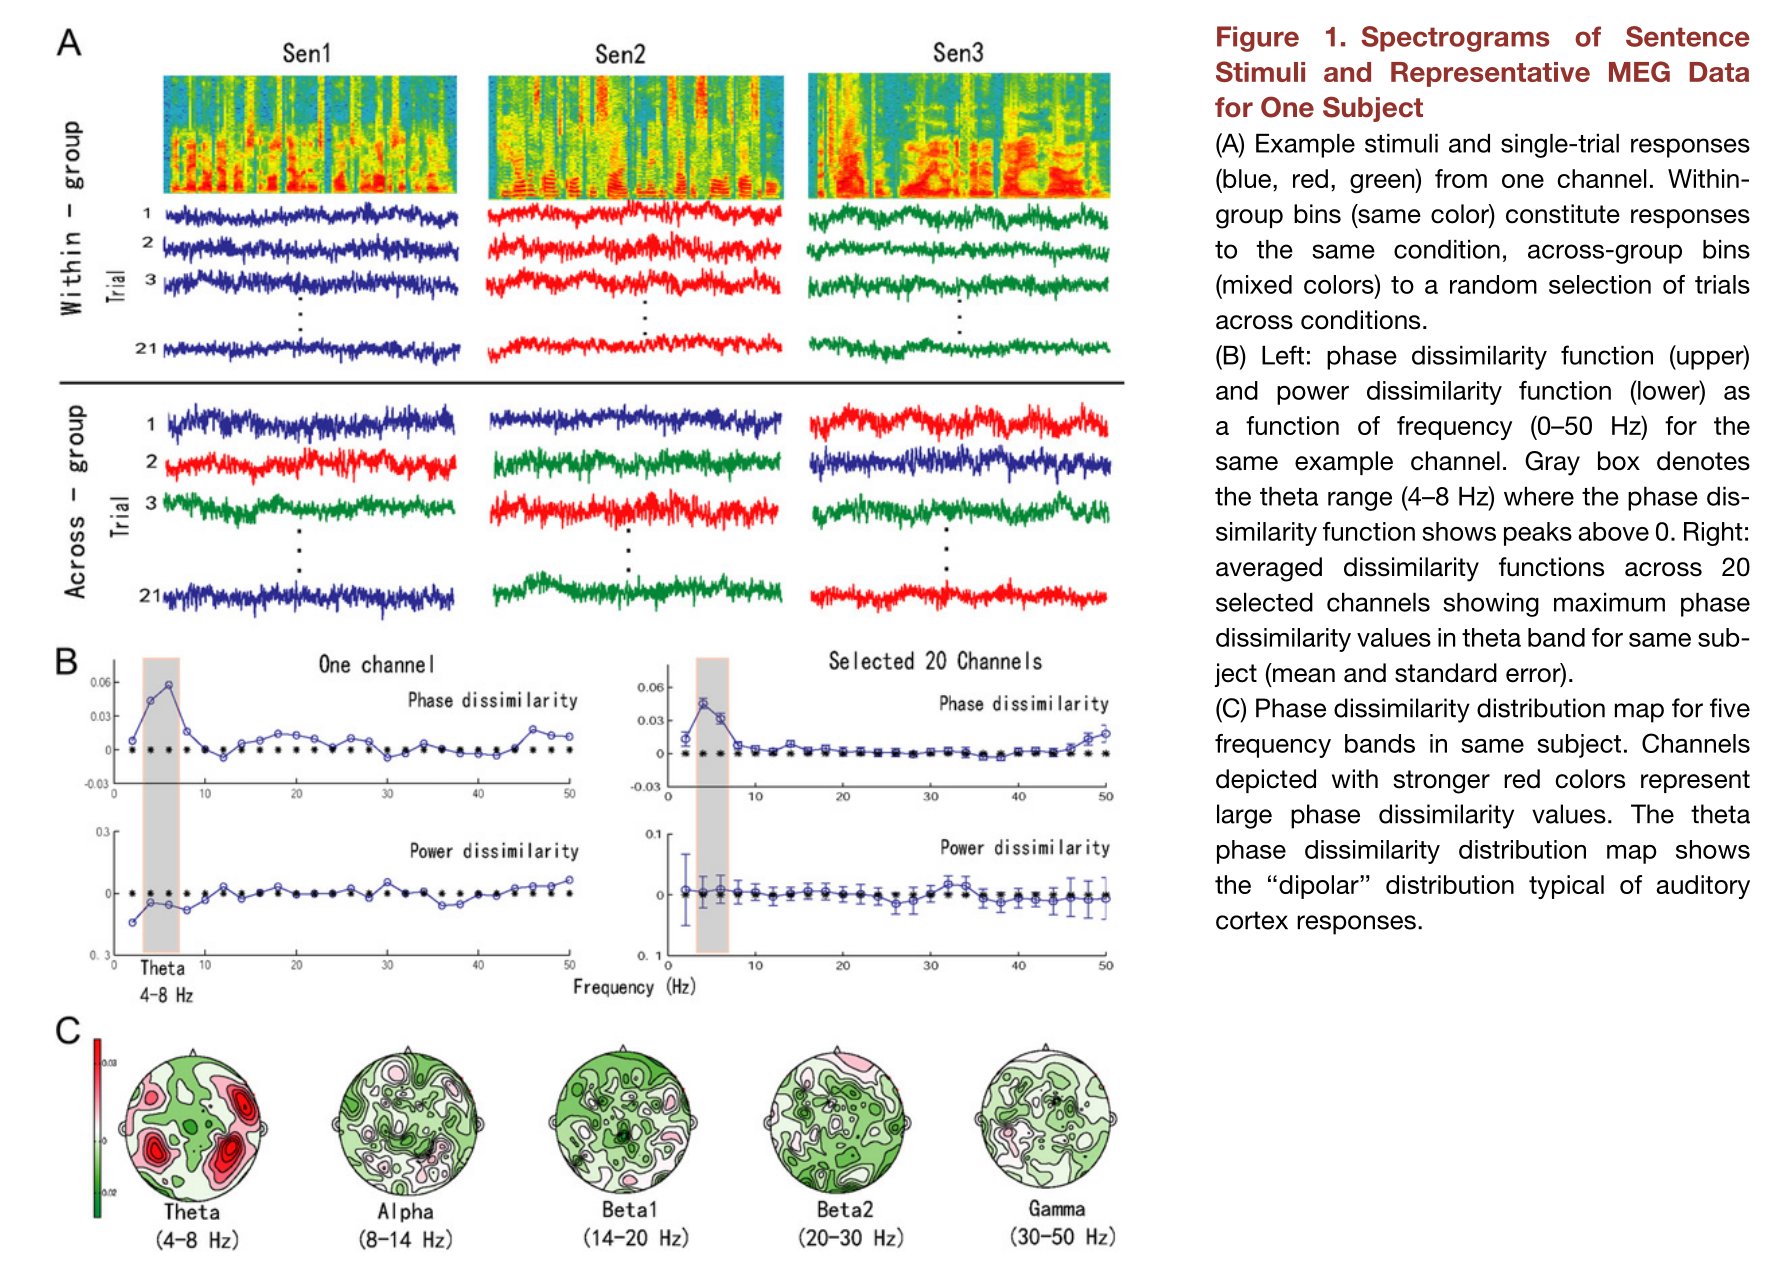 A
Sen1
Sen2
Sen3
Within - group
Trial
1
2
3
21
Across - group
Trial
1
2
3
21
B
One channel
Selected 20 Channels
Phase dissimilarity
0.06
0.03
0
-0.03
0 10 20 30 40 50
Phase dissimilarity
0.06
0.03
0
-0.03
0 10 20 30 40 50
Power dissimilarity
0.3
0
0. 3
0 10 20 30 40 50
Power dissimilarity
0.1
0
0. 1
0 10 20 30 40 50
Theta
4-8 Hz
Frequency (Hz)
C
0.03
0
0.02
Theta
(4-8 Hz)
Alpha
(8-14 Hz)
Beta1
(14-20 Hz)
Beta2
(20-30 Hz)
Gamma
(30-50 Hz)
Figure 1. Spectrograms of Sentence
Stimuli and Representative MEG Data
for One Subject
(A) Example stimuli and single-trial responses
(blue, red, green) from one channel. Within-
group bins (same color) constitute responses
to the same condition, across-group bins
(mixed colors) to a random selection of trials
across conditions.
(B) Left: phase dissimilarity function (upper)
and power dissimilarity function (lower) as
a function of frequency (0–50 Hz) for the
same example channel. Gray box denotes
the theta range (4–8 Hz) where the phase dis-
similarity function shows peaks above 0. Right:
averaged dissimilarity functions across 20
selected channels showing maximum phase
dissimilarity values in theta band for same sub-
ject (mean and standard error).
(C) Phase dissimilarity distribution map for five
frequency bands in same subject. Channels
depicted with stronger red colors represent
large phase dissimilarity values. The theta
phase dissimilarity distribution map shows
the “dipolar” distribution typical of auditory
cortex responses.